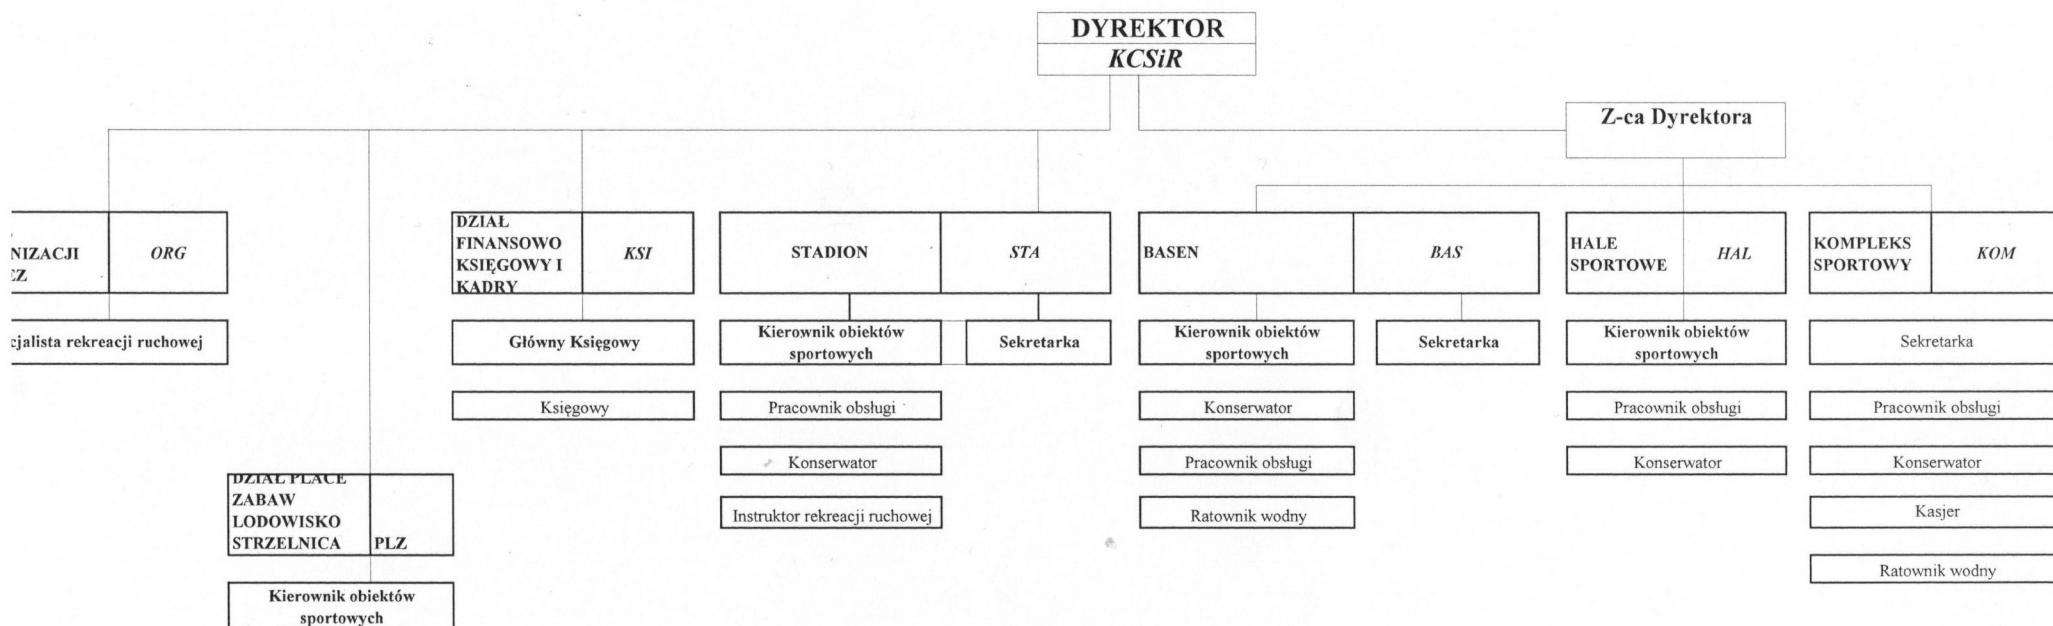 DYREKTOR
KCSiR
Z-ca Dyrektora
NIZACJI
ORG
cjalista rekreacji ruchowej
DZIAŁ PLACE
ZABAW
LODOWISKO
STRZELNICA
PLZ
Kierownik obiektów
sportowych
DZIAŁ
FINANSOWO
KSIĘGOWY I
KADRY
KSI
Główny Księgowy
Księgowy
STADION
STA
Kierownik obiektów
sportowych
Sekretarka
Pracownik obsługi
Konserwator
Instruktor rekreacji ruchowej
BASEN
BAS
Kierownik obiektów
sportowych
Sekretarka
Konserwator
Pracownik obsługi
Ratownik wodny
HALE
SPORTOWE
HAL
Kierownik obiektów
sportowych
Pracownik obsługi
Konserwator
KOMPLEKS
SPORTOWY
KOM
Sekretarka
Pracownik obsługi
Konserwator
Kasjer
Ratownik wodny